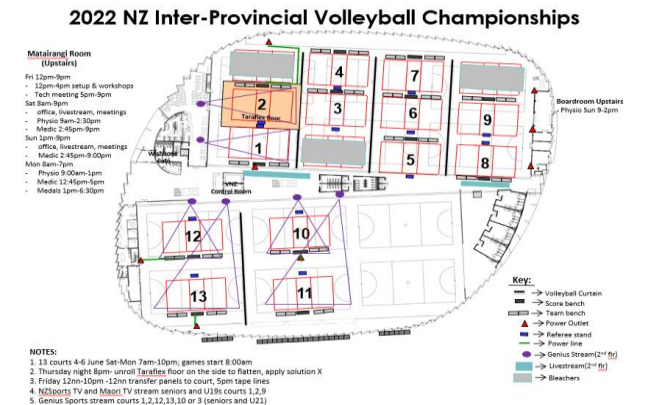 2022 NZ Inter-Provincial Volleyball Championships
Matairangi Room
(Upstairs)
Fri 12pm-9pm
- 12pm-4pm setup & workshops
- Tech meeting 5pm-9pm
Sat 8am-9pm
- office, livestream, meetings
- Physio 9am-2:30pm
- Medic 2:45pm-9pm
Sun 1pm-9pm
- office, livestream, meetings
- Medic 2:45pm-9:00pm
Mon 8am-7pm
- Physio 9:00am-1pm
- Medic 12:45pm-5pm
- Medals 1pm-6:30pm
4
7
2
Taraflex floor
3
6
9
1
5
8
Boardroom Upstairs
Physio Sun 9-2pm
VNZ
Control Room
12
10
13
11
Key:
Volleyball Curtain
Score bench
Team bench
Power Outlet
Referee stand
Power line
Genius Stream(2nd flr)
Livestream(2nd flr)
Bleachers
NOTES:
1. 13 courts 4-6 June Sat-Mon 7am-10pm; games start 8:00am
2. Thursday night 8pm- unroll Taraflex floor on the side to flatten, apply solution X
3. Friday 12nn-10pm -12nn transfer panels to court, 5pm tape lines
4. NZSports TV and Maori TV stream seniors and U19s courts 1,2,9
5. Genius Sports stream courts 1,2,12,13,10 or 3 (seniors and U21)